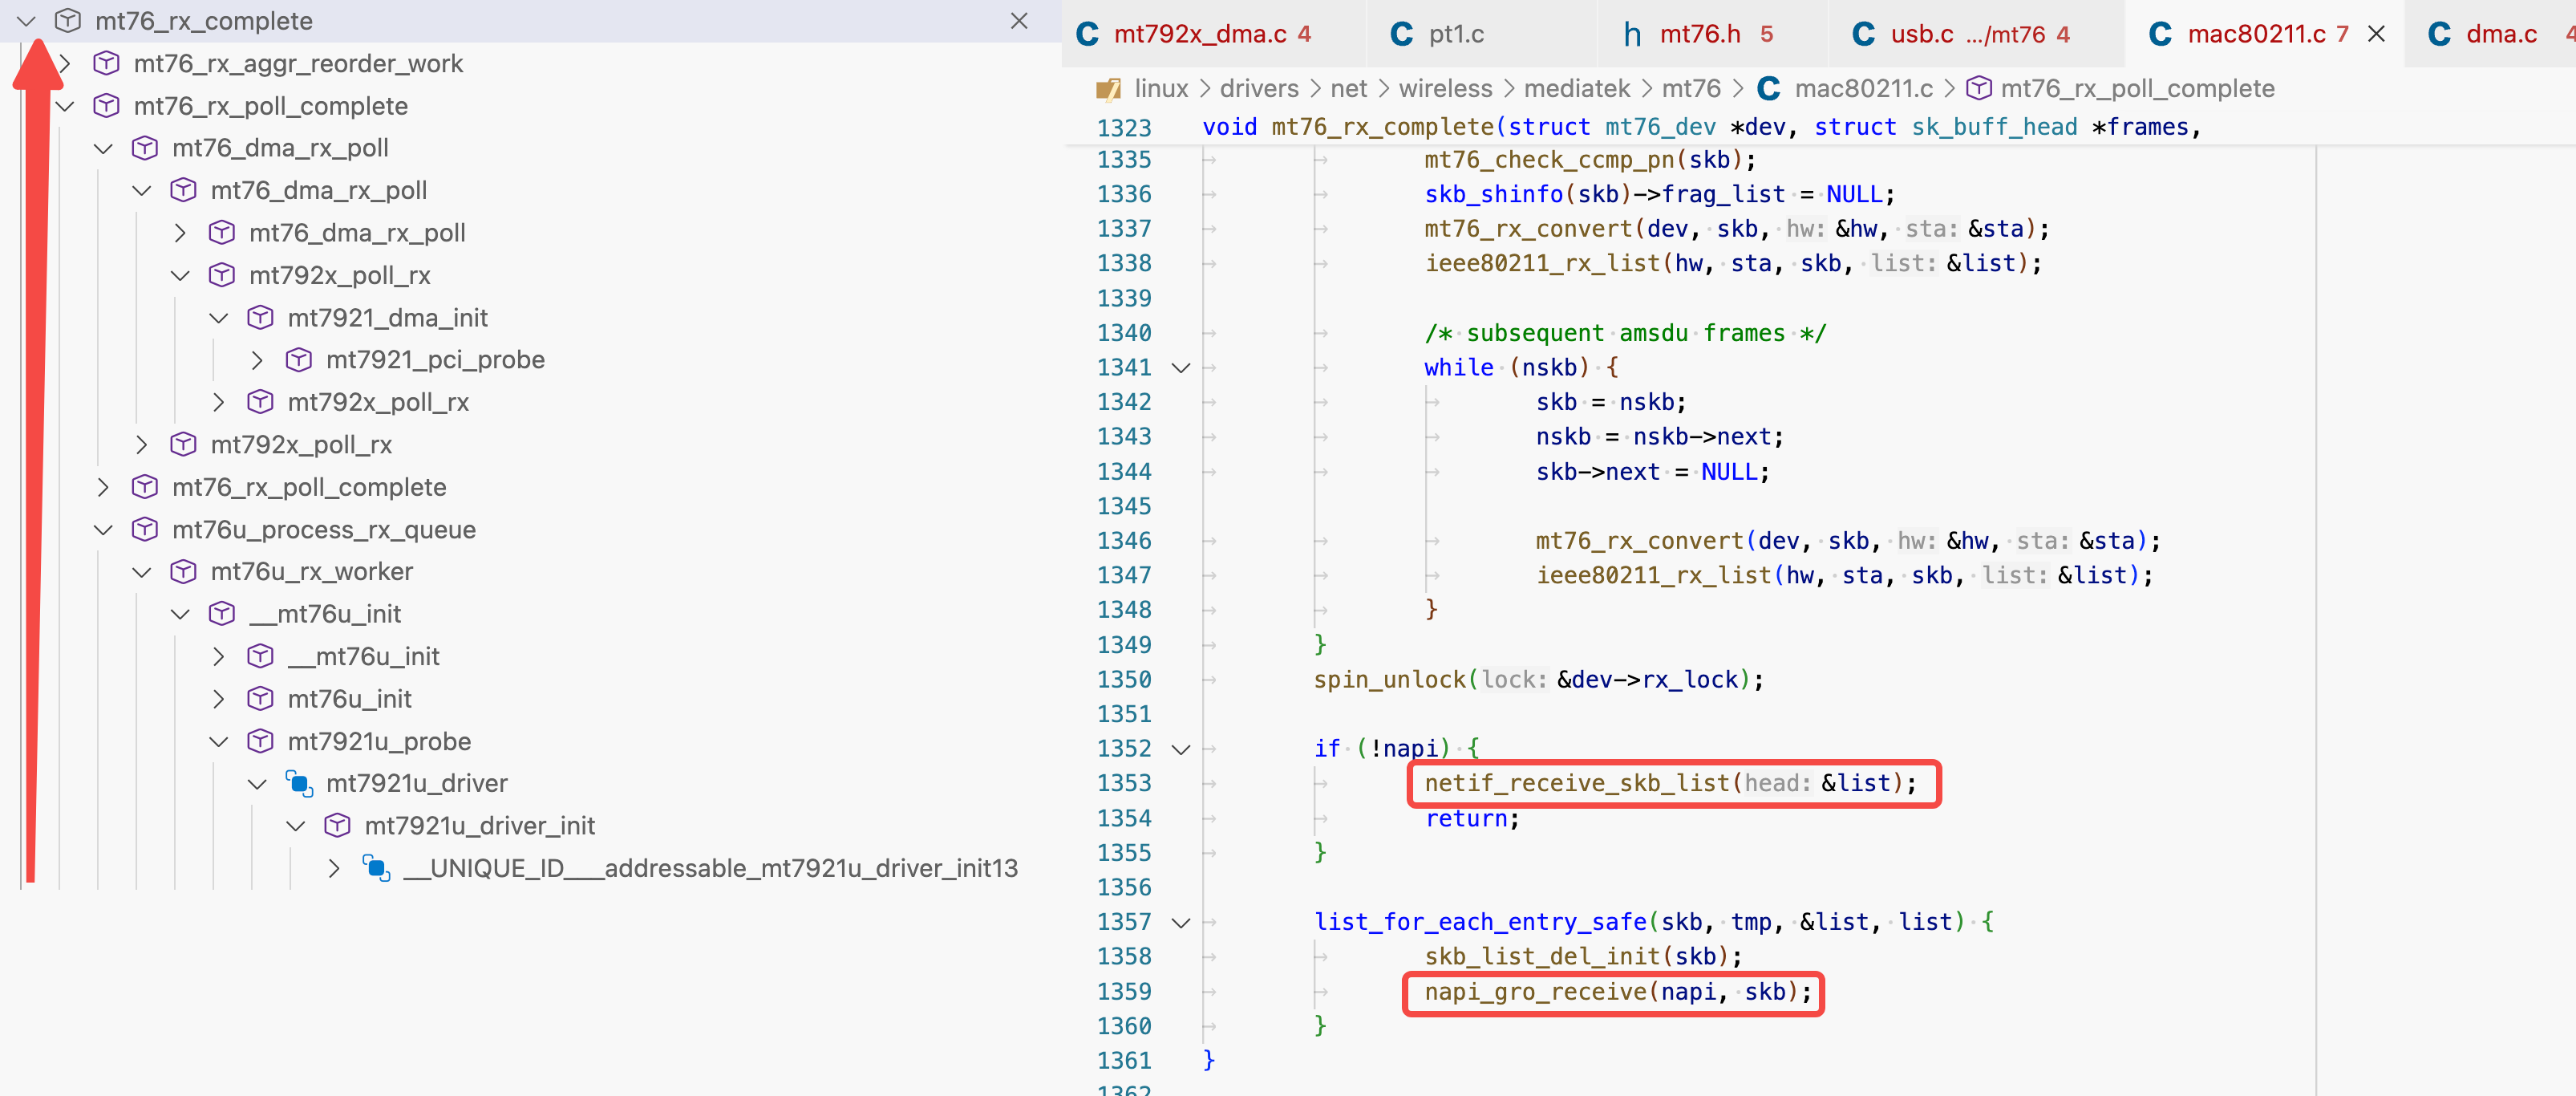 mt76_rx_complete
mt76_rx_aggr_reorder_work
mt76_rx_poll_complete
mt76_dma_rx_poll
mt76_dma_rx_poll
mt76_dma_rx_poll
mt792x_poll_rx
mt7921_dma_init
mt7921_pci_probe
mt792x_poll_rx
mt792x_poll_rx
mt76_rx_poll_complete
mt76u_process_rx_queue
mt76u_rx_worker
__mt76u_init
__mt76u_init
mt76u_init
mt7921u_probe
mt7921u_driver
mt7921u_driver_init
__UNIQUE_ID___addressable_mt7921u_driver_init13
C mt792x_dma.c 4 C pt1.c h mt76.h 5 C usb.c .../mt76 4 C mac80211.c 7 C dma.c 4
linux > drivers > net > wireless > mediatek > mt76 > C mac80211.c > mt76_rx_poll_complete
1323 void mt76_rx_complete(struct mt76_dev *dev, struct sk_buff_head *frames,
1335 mt76_check_ccmp_pn(skb);
1336 skb_shinfo(skb)->frag_list = NULL;
1337 mt76_rx_convert(dev, skb, hw: &hw, sta: &sta);
1338 ieee80211_rx_list(hw, sta, skb, list: &list);
1339
1340 /* subsequent amsdu frames */
1341 while (nskb) {
1342 skb = nskb;
1343 nskb = nskb->next;
1344 skb->next = NULL;
1345
1346 mt76_rx_convert(dev, skb, hw: &hw, sta: &sta);
1347 ieee80211_rx_list(hw, sta, skb, list: &list);
1348 }
1349 }
1350 spin_unlock(lock: &dev->rx_lock);
1351
1352 if (!napi) {
1353 netif_receive_skb_list(head: &list);
1354 return;
1355 }
1356
1357 list_for_each_entry_safe(skb, tmp, &list, list) {
1358 skb_list_del_init(skb);
1359 napi_gro_receive(napi, skb);
1360 }
1361 }
1362